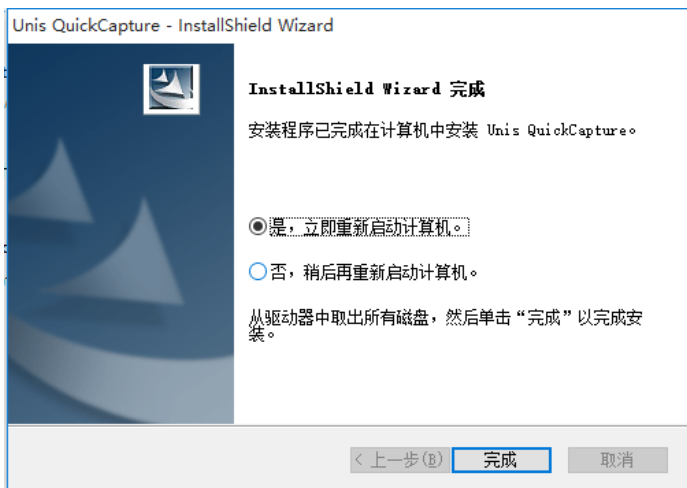 Unis QuickCapture - InstallShield Wizard
InstallShield Wizard 完成
安装程序已完成在计算机中安装 Unis QuickCapture。
是，立即重新启动计算机。
否，稍后再重新启动计算机。
从驱动器中取出所有磁盘，然后单击“完成”以完成安
装。
< 上一步(B) 完成 取消